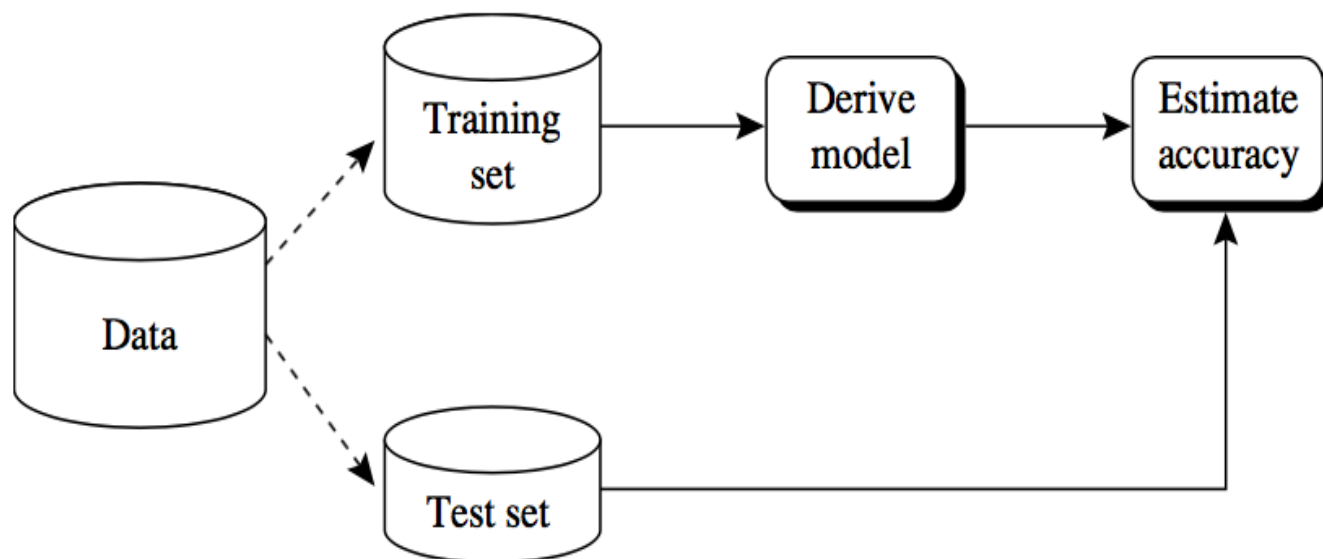 Training
set
Derive
model
Estimate
accuracy
Data
Test set